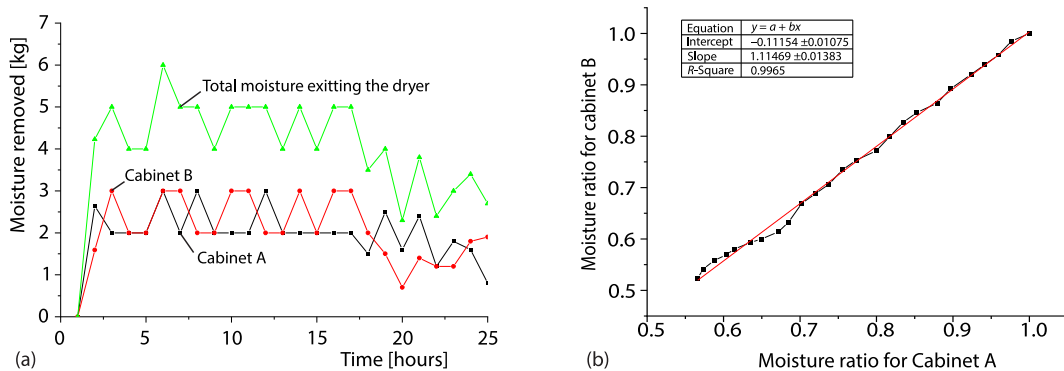 7
6
5
4
3
2
1
0
Moisture removed [kg]
Total moisture exitting the dryer
Cabinet B
Cabinet A
0 5 10 15 20 25
(a) Time [hours]
1.0
0.9
0.8
0.7
0.6
0.5
Moisture ratio for cabinet B
Equation y = a + bx
Intercept –0.11154 ±0.01075
Slope 1.11469 ±0.01383
R-Square 0.9965
0.5 0.6 0.7 0.8 0.9 1.0
(b) Moisture ratio for Cabinet A